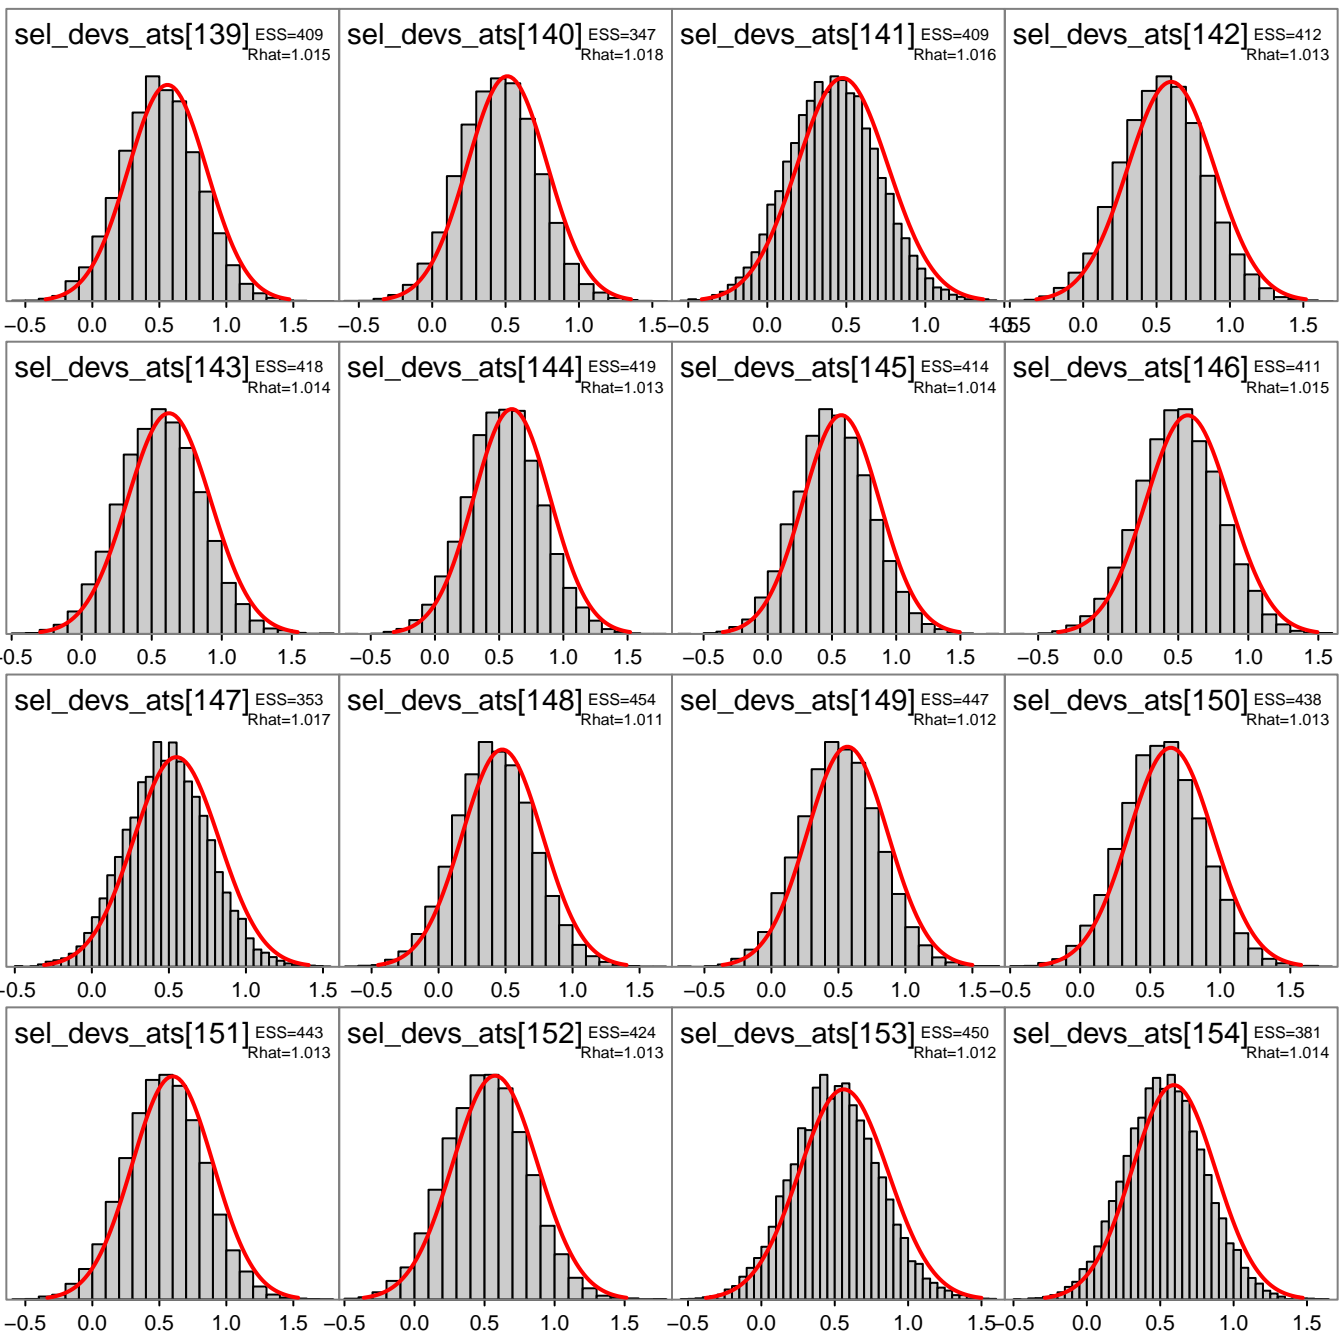 sel_devs_ats[139] ESS=409
Rhat=1.015
sel_devs_ats[140] ESS=347
Rhat=1.018
sel_devs_ats[141] ESS=409
Rhat=1.016
sel_devs_ats[142] ESS=412
Rhat=1.013
−0.5 0.0 0.5 1.0 1.5
−0.5 0.0 0.5 1.0 1.5
−0.5 0.0 0.5 1.0
0.0 0.5 1.0 1.5
sel_devs_ats[143] ESS=418
Rhat=1.014
sel_devs_ats[144] ESS=419
Rhat=1.013
sel_devs_ats[145] ESS=414
Rhat=1.014
sel_devs_ats[146] ESS=411
Rhat=1.015
−0.5 0.0 0.5 1.0 1.5
−0.5 0.0 0.5 1.0 1.5
−0.5 0.0 0.5 1.0 1.5
−0.5 0.0 0.5 1.0 1.5
sel_devs_ats[147] ESS=353
Rhat=1.017
sel_devs_ats[148] ESS=454
Rhat=1.011
sel_devs_ats[149] ESS=447
Rhat=1.012
sel_devs_ats[150] ESS=438
Rhat=1.013
−0.5 0.0 0.5 1.0 1.5
−0.5 0.0 0.5 1.0 1.5
−0.5 0.0 0.5 1.0 1.5
−0.5 0.0 0.5 1.0 1.5
sel_devs_ats[151] ESS=443
Rhat=1.013
sel_devs_ats[152] ESS=424
Rhat=1.013
sel_devs_ats[153] ESS=450
Rhat=1.012
sel_devs_ats[154] ESS=381
Rhat=1.014
−0.5 0.0 0.5 1.0 1.5
−0.5 0.0 0.5 1.0 1.5
−0.5 0.0 0.5 1.0 1.5
−0.5 0.0 0.5 1.0 1.5